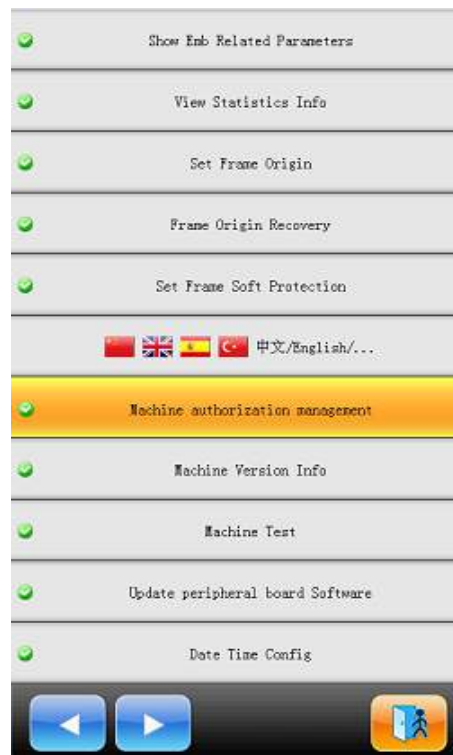 Show Emb Related Parameters
View Statistics Info
Set Frame Origin
Frame Origin Recovery
Set Frame Soft Protection
中文/English/...
Machine authorization management
Machine Version Info
Machine Test
Update peripheral board Software
Date Time Config